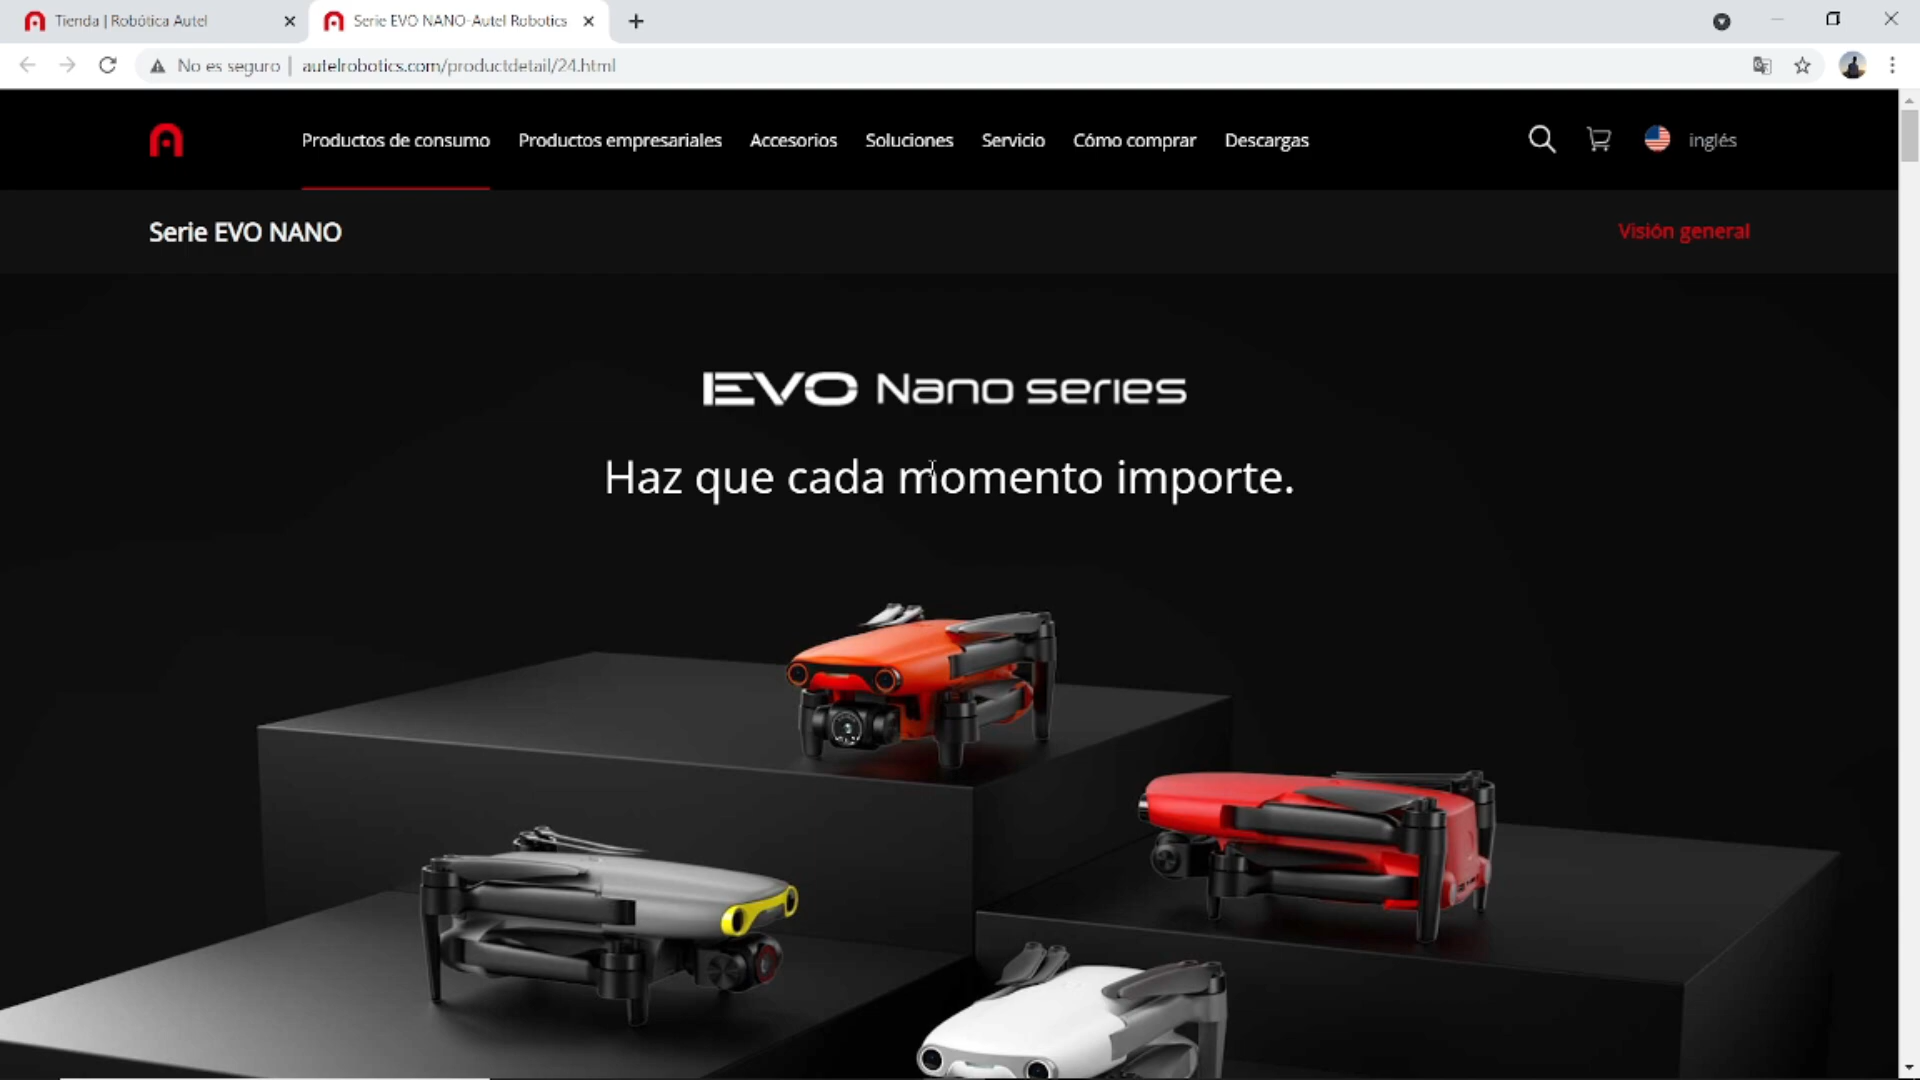 Tienda | Robótica Autel
Serie EVO NANO-Autel Robotics
No es seguro | autelrobotics.com/productdetail/24.html
Productos de consumo Productos empresariales Accesorios Soluciones Servicio Cómo comprar Descargas inglés
Serie EVO NANO Visión general
EVO Nano series
Haz que cada momento importe.